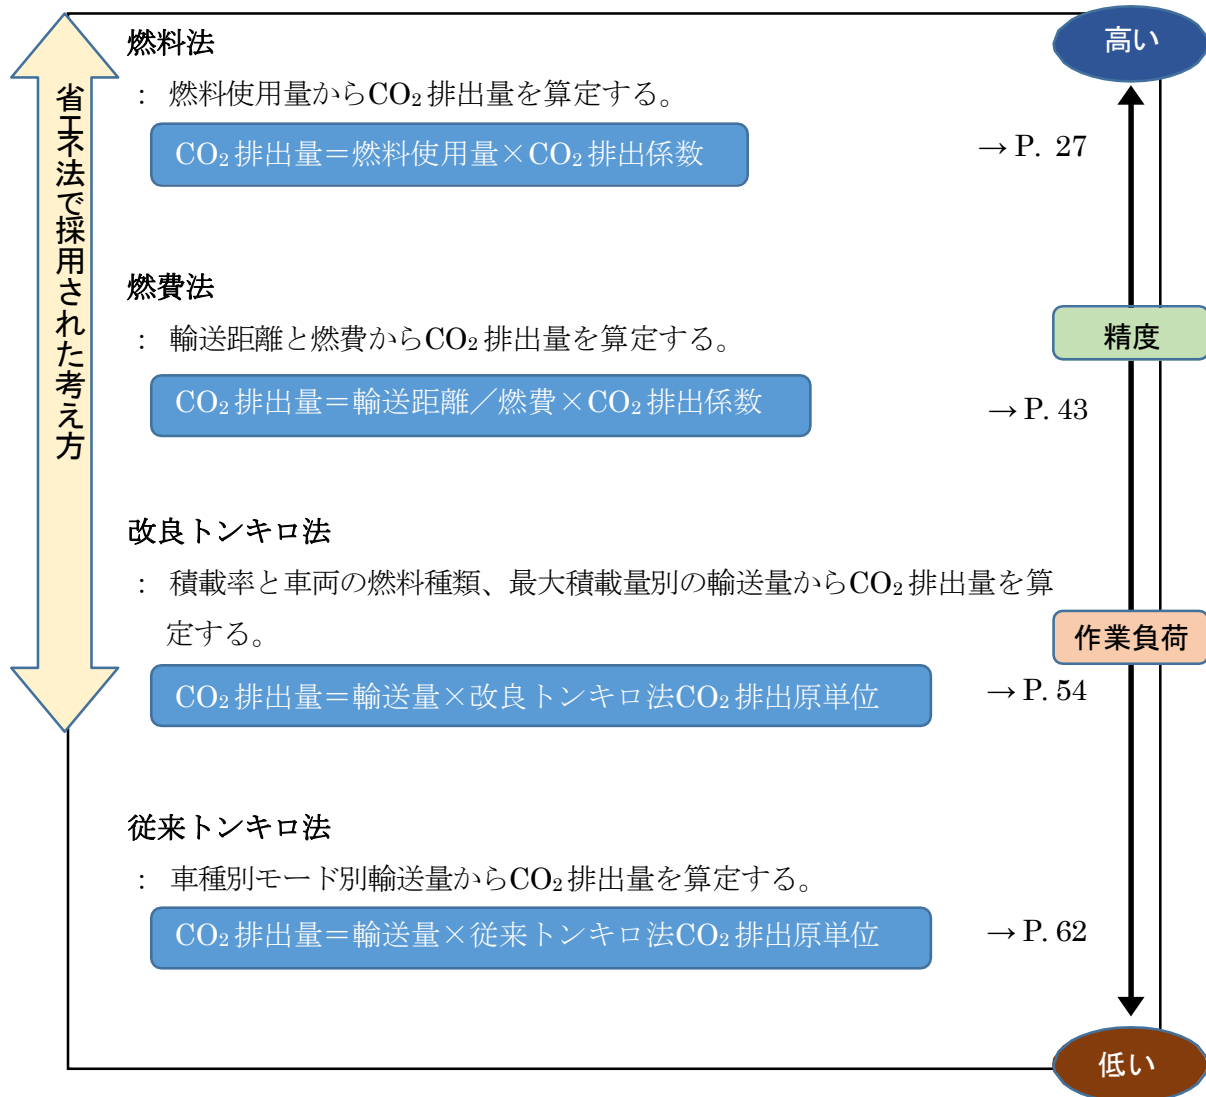 高い
省エネ法で採用された考え方
燃料法
： 燃料使用量からCO₂排出量を算定する。
CO₂排出量＝燃料使用量×CO₂排出係数
→P. 27
燃費法
： 輸送距離と燃費からCO₂排出量を算定する。
精度
CO₂排出量＝輸送距離／燃費×CO₂排出係数
→P. 43
改良トンキロ法
： 積載率と車両の燃料種類、最大積載量別の輸送量からCO₂排出量を算
定する。
作業負荷
CO₂排出量＝輸送量×改良トンキロ法CO₂排出原単位
→P. 54
従来トンキロ法
： 車種別モード別輸送量からCO₂排出量を算定する。
CO₂排出量＝輸送量×従来トンキロ法CO₂排出原単位
→P. 62
低い